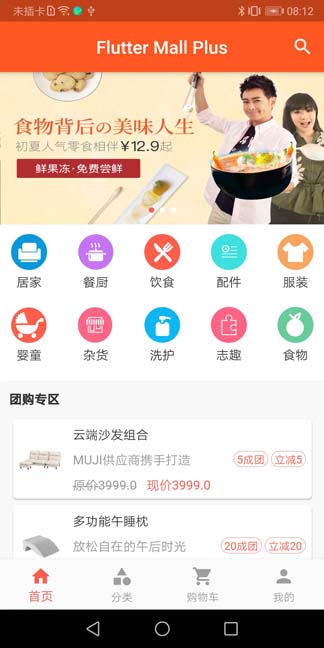 未插卡
08:12
Flutter Mall Plus
食物背后の美味人生
初夏人气零食相伴¥12.9起
鲜果冻·免费尝鲜
居家 餐厨 饮食 配件 服装
婴童 杂货 洗护 志趣 食物
团购专区
云端沙发组合
MUJI供应商携手打造 5成团 立减5
原价3999.0 现价3999.0
多功能午睡枕
放松自在的午后时光 20成团 立减20
首页 分类 购物车 我的